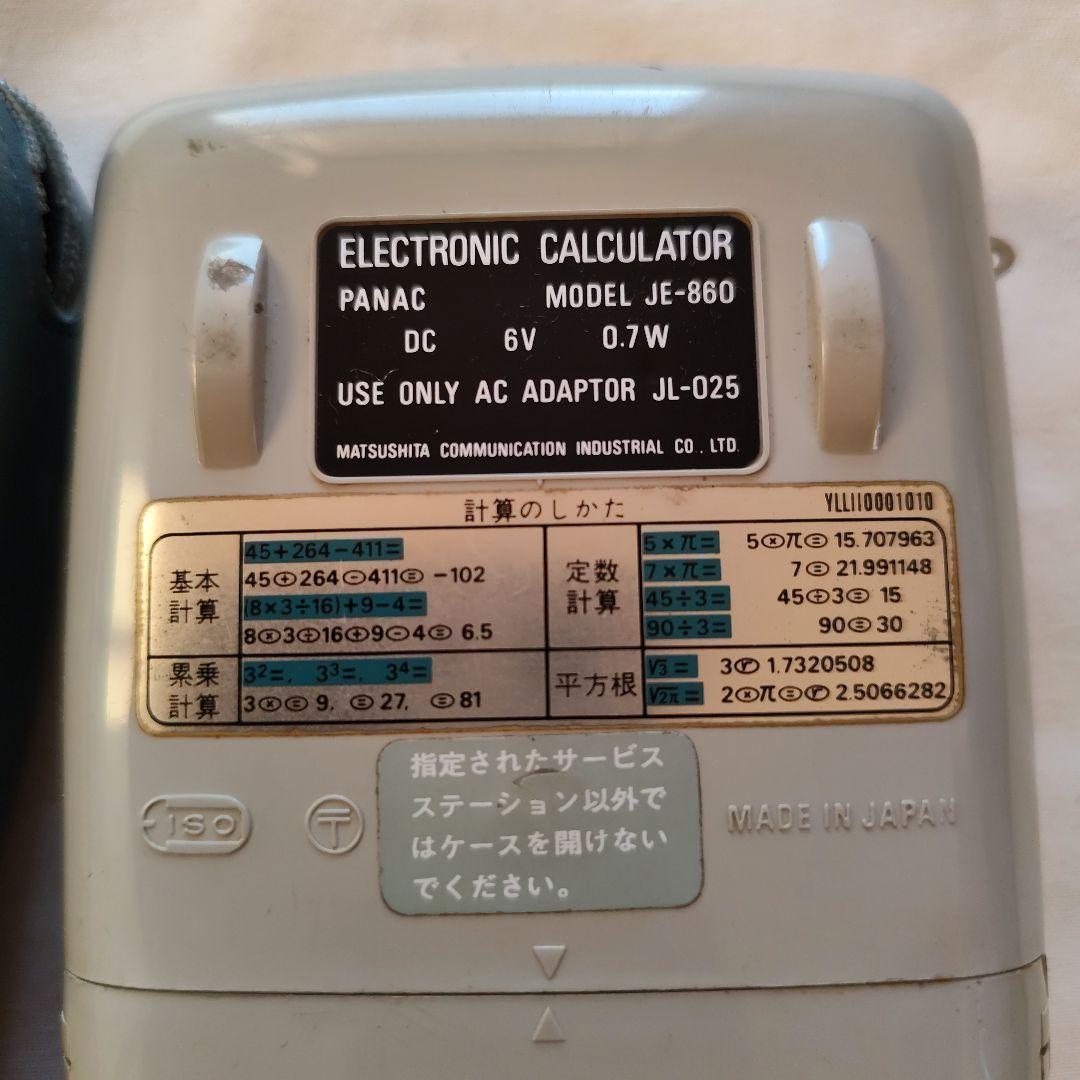 ELECTRONIC CALCULATOR
PANAC MODEL JE-860
DC 6V 0.7W
USE ONLY AC ADAPTOR JL-025
MATSUSHITA COMMUNICATION INDUSTRIAL CO., LTD.
計算のしかた YLL110001010
基本計算
45+264-411=
45⊕264⊖411⊜ -102
(8×3÷16)+9-4=
8⊗3⨸16⊕9⊖4⊜ 6.5
定数計算
5×π= 5⊗π⊜ 15.707963
7×π= 7⊜ 21.991148
45÷3= 45⨸3⊜ 15
90÷3= 90⊜30
累乗計算
3²=, 3³=, 3⁴=
3⊗⊜ 9, ⊜27, ⊜81
平方根
√3= 3√ 1.7320508
√2π= 2⊗π⊜√ 2.5066282
指定されたサービス
ステーション以外で
はケースを開けない
でください。
ISO
〒
MADE IN JAPAN